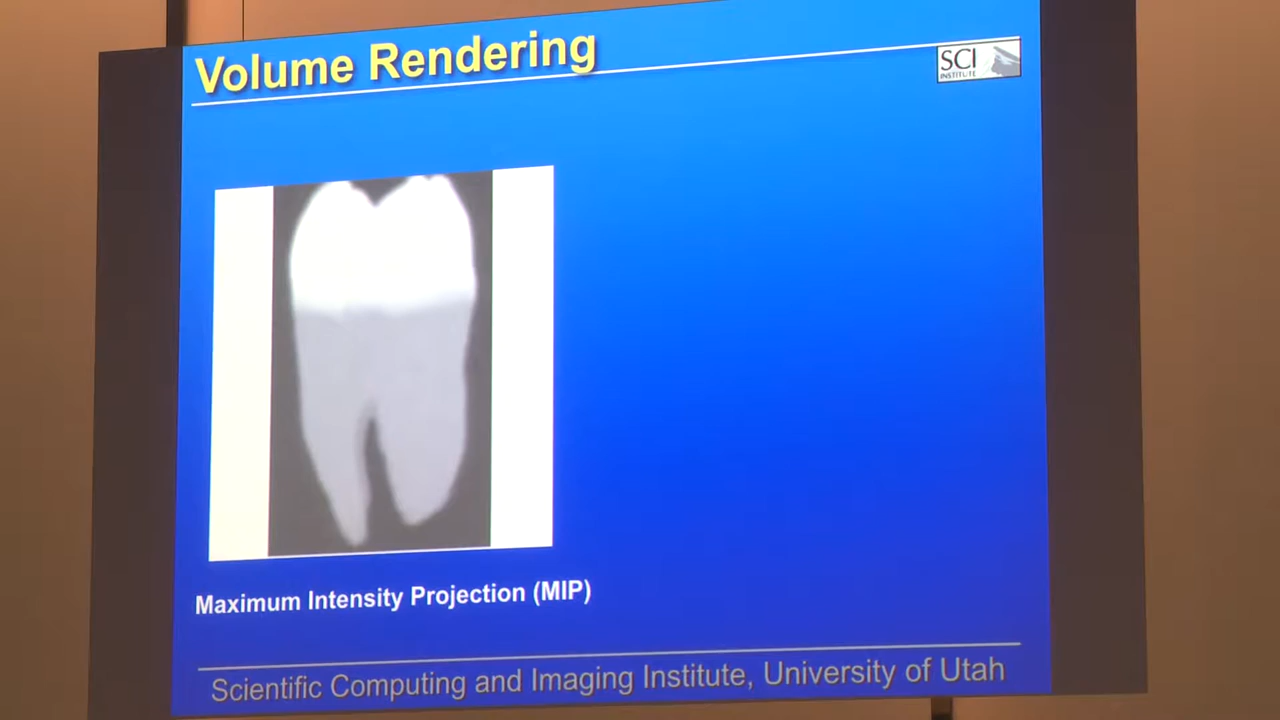 Volume Rendering
SCI
INSTITUTE
Maximum Intensity Projection (MIP)
Scientific Computing and Imaging Institute, University of Utah